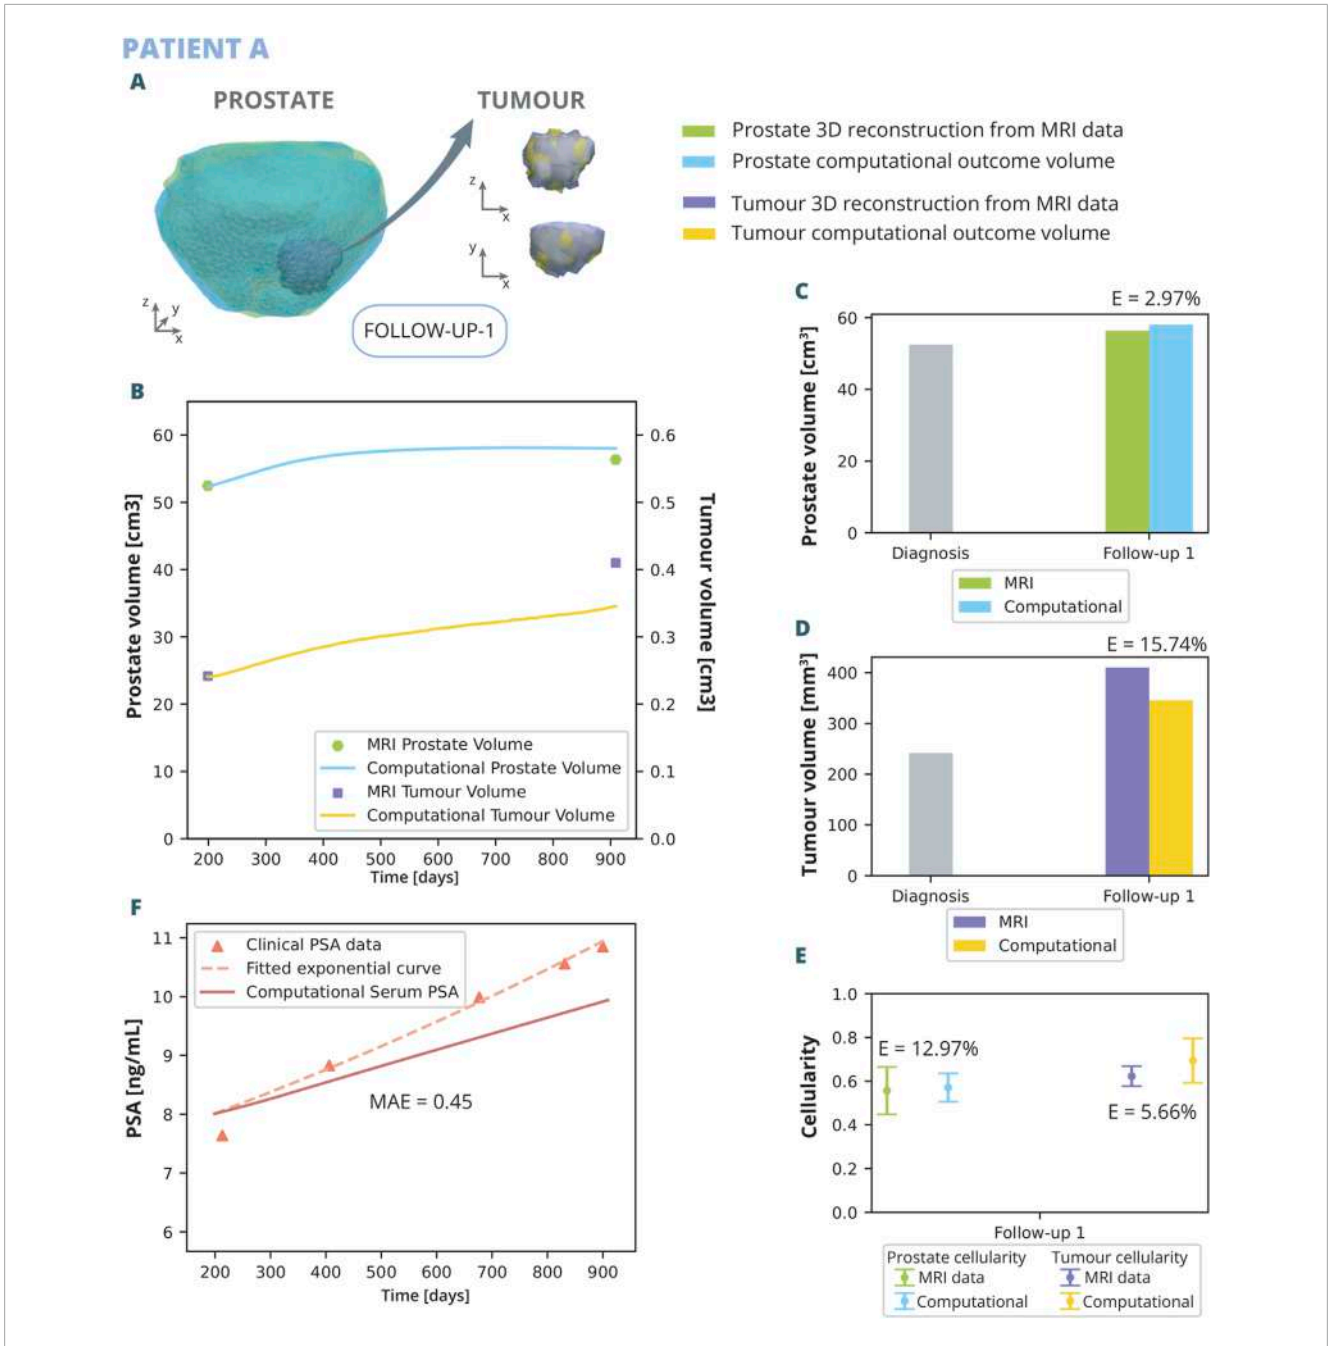 PATIENT A
A
PROSTATE
TUMOUR
z
x
y
x
z
y
x
FOLLOW-UP-1
Prostate 3D reconstruction from MRI data
Prostate computational outcome volume
Tumour 3D reconstruction from MRI data
Tumour computational outcome volume
B
60
50
40
30
20
10
0
Prostate volume [cm3]
0.6
0.5
0.4
0.3
0.2
0.1
0.0
Tumour volume [cm3]
MRI Prostate Volume
Computational Prostate Volume
MRI Tumour Volume
Computational Tumour Volume
200 300 400 500 600 700 800 900
Time [days]
C
E = 2.97%
60
40
20
0
Prostate volume [cm³]
Diagnosis Follow-up 1
MRI
Computational
D
E = 15.74%
400
300
200
100
0
Tumour volume [mm³]
Diagnosis Follow-up 1
MRI
Computational
F
11
10
9
8
7
6
PSA [ng/mL]
Clinical PSA data
Fitted exponential curve
Computational Serum PSA
MAE = 0.45
200 300 400 500 600 700 800 900
Time [days]
E
1.0
0.8
0.6
0.4
0.2
0.0
Cellularity
E = 12.97%
E = 5.66%
Follow-up 1
Prostate cellularity Tumour cellularity
MRI data MRI data
Computational Computational